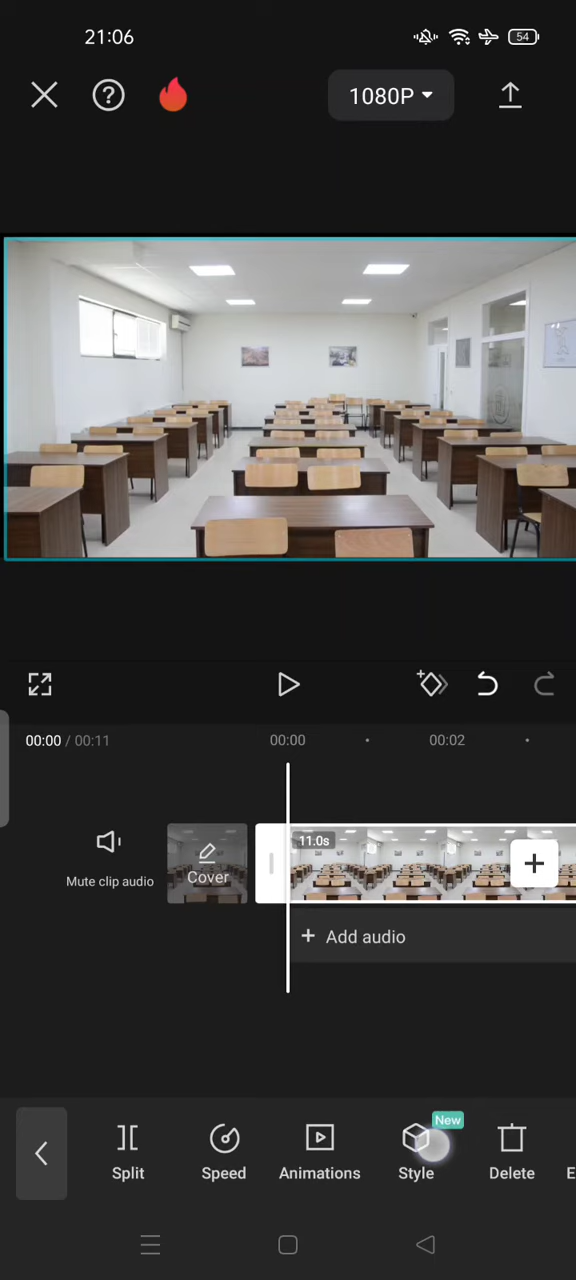 21:06
54
1080P
00:00 / 00:11
00:00
00:02
11.0s
Mute clip audio
Cover
+ Add audio
New
Split
Speed
Animations
Style
Delete
E